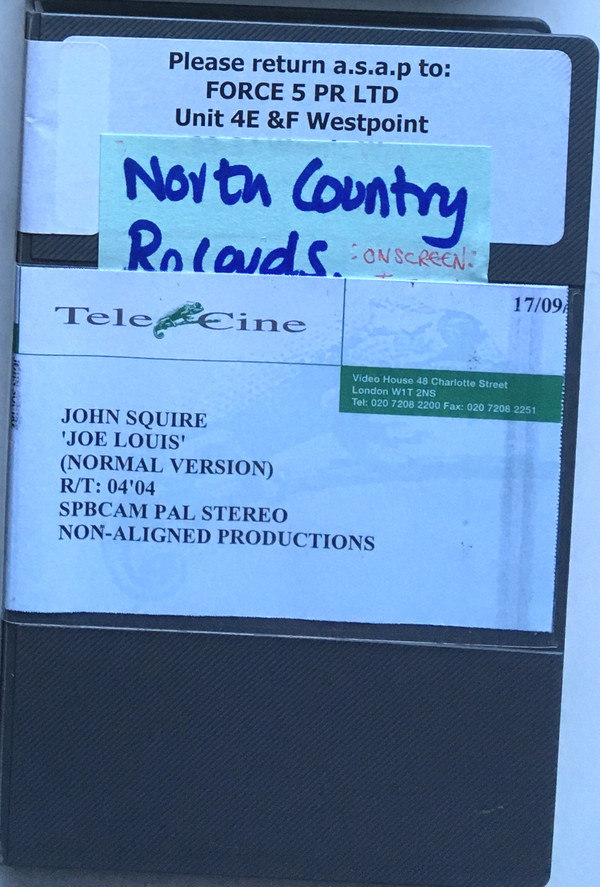 Please return a.s.a.p to:
FORCE 5 PR LTD
Unit 4E &F Westpoint
North Country
Records.
:ONSCREEN:
TeleCine
17/09/
Video House 48 Charlotte Street
London W1T 2NS
Tel: 020 7208 2200 Fax: 020 7208 2251
JOHN SQUIRE
'JOE LOUIS'
(NORMAL VERSION)
R/T: 04'04
SPBCAM PAL STEREO
NON-ALIGNED PRODUCTIONS